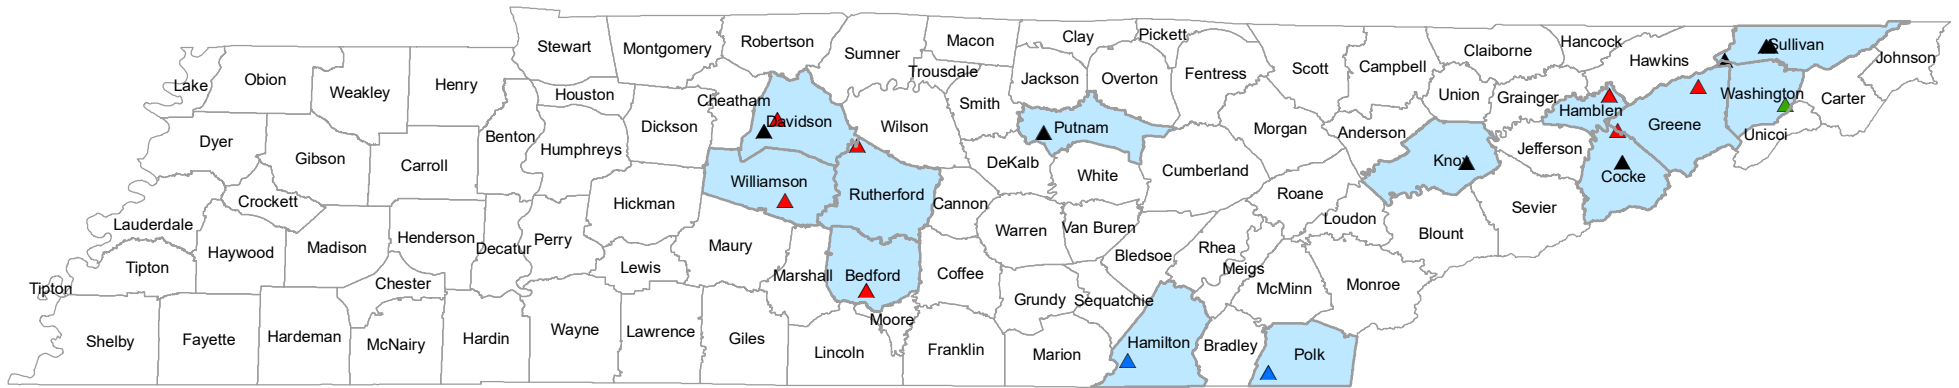 Stewart
Montgomery
Robertson
Sumner
Macon
Clay
Pickett
Claiborne
Hancock
Sullivan
Lake
Obion
Weakley
Henry
Houston
Cheatham
Trousdale
Jackson
Overton
Fentress
Scott
Campbell
Hawkins
Johnson
Dyer
Gibson
Carroll
Benton
Humphreys
Dickson
Davidson
Wilson
Smith
Putnam
Morgan
Anderson
Union
Grainger
Hamblen
Greene
Washington
Carter
Unicoi
Lauderdale
Crockett
Hickman
Williamson
Rutherford
Cannon
DeKalb
White
Cumberland
Roane
Knox
Jefferson
Cocke
Tipton
Tipton
Haywood
Madison
Henderson
Decatur
Perry
Lewis
Maury
Marshall
Bedford
Coffee
Warren
Van Buren
Bledsoe
Rhea
Meigs
Loudon
Blount
Sevier
Chester
Grundy
Sequatchie
McMinn
Monroe
Shelby
Fayette
Hardeman
McNairy
Hardin
Wayne
Lawrence
Giles
Lincoln
Moore
Franklin
Marion
Hamilton
Bradley
Polk